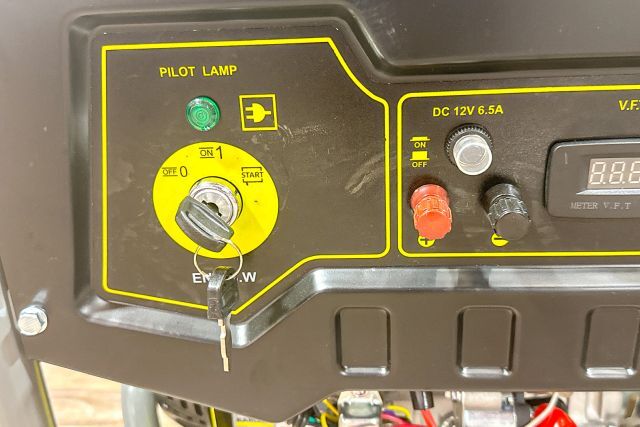 PILOT LAMP
OFF 0
ON 1
START
DC 12V 6.5A
ON
OFF
+
-
V.F.T
METER V.F.T